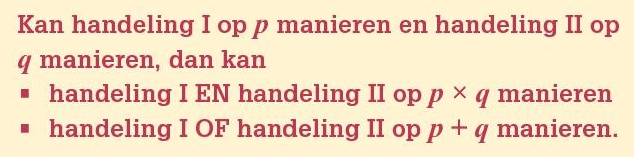 Kan handeling I op p manieren en handeling II op
q manieren, dan kan
▪ handeling I EN handeling II op p × q manieren
▪ handeling I OF handeling II op p + q manieren.